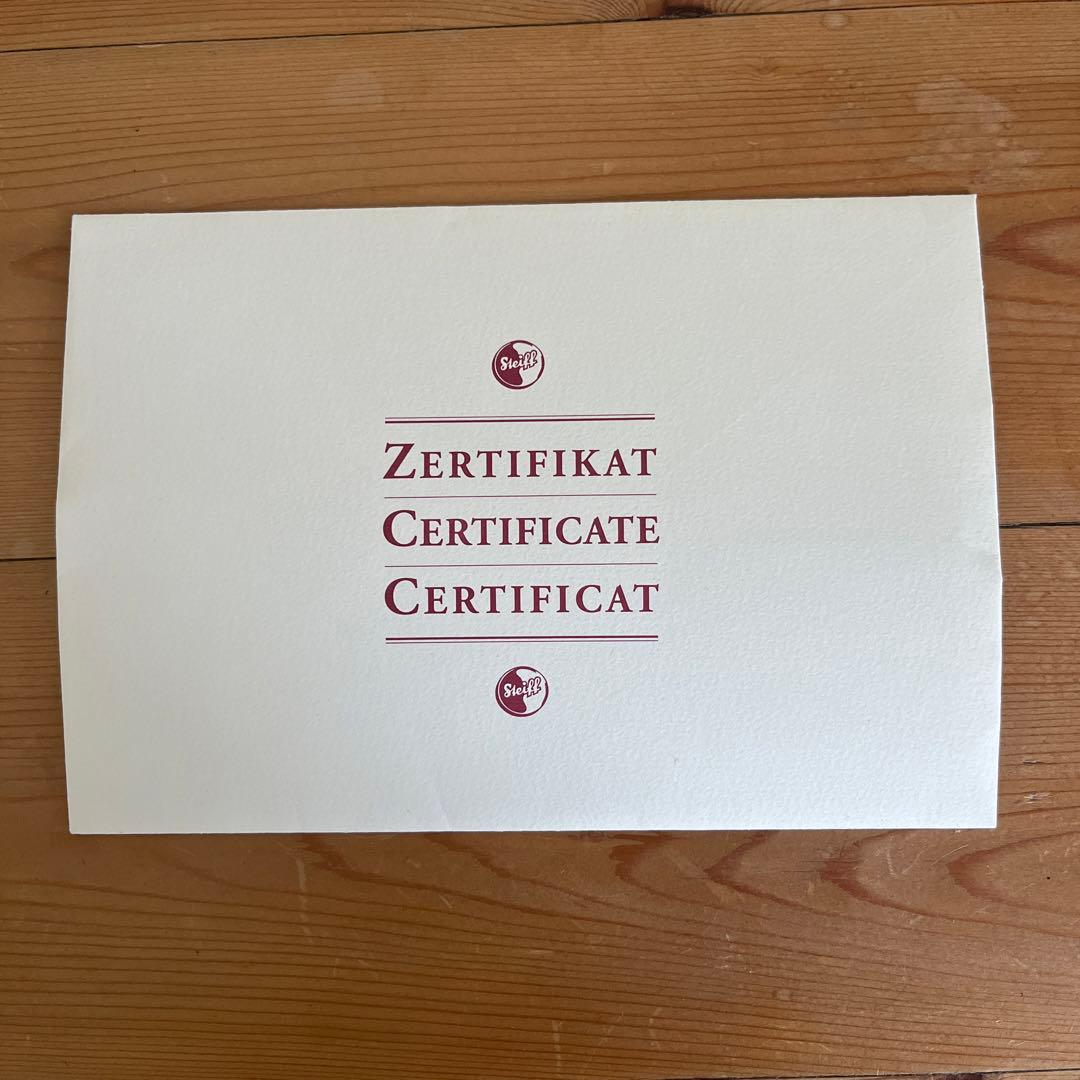 Steiff
ZERTIFIKAT
CERTIFICATE
CERTIFICAT
Steiff